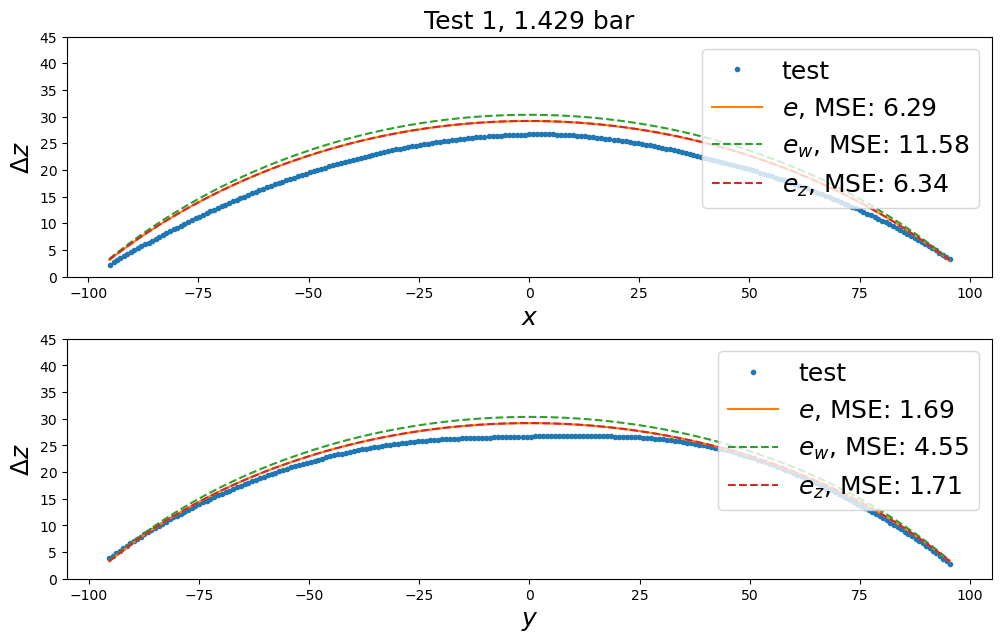 Test 1, 1.429 bar
45
40
35
30
25
20
15
10
5
0
Δz
test
e, MSE: 6.29
e_w, MSE: 11.58
e_z, MSE: 6.34
−100 −75 −50 −25 0 25 50 75 100
x
45
40
35
30
25
20
15
10
5
0
Δz
test
e, MSE: 1.69
e_w, MSE: 4.55
e_z, MSE: 1.71
−100 −75 −50 −25 0 25 50 75 100
y